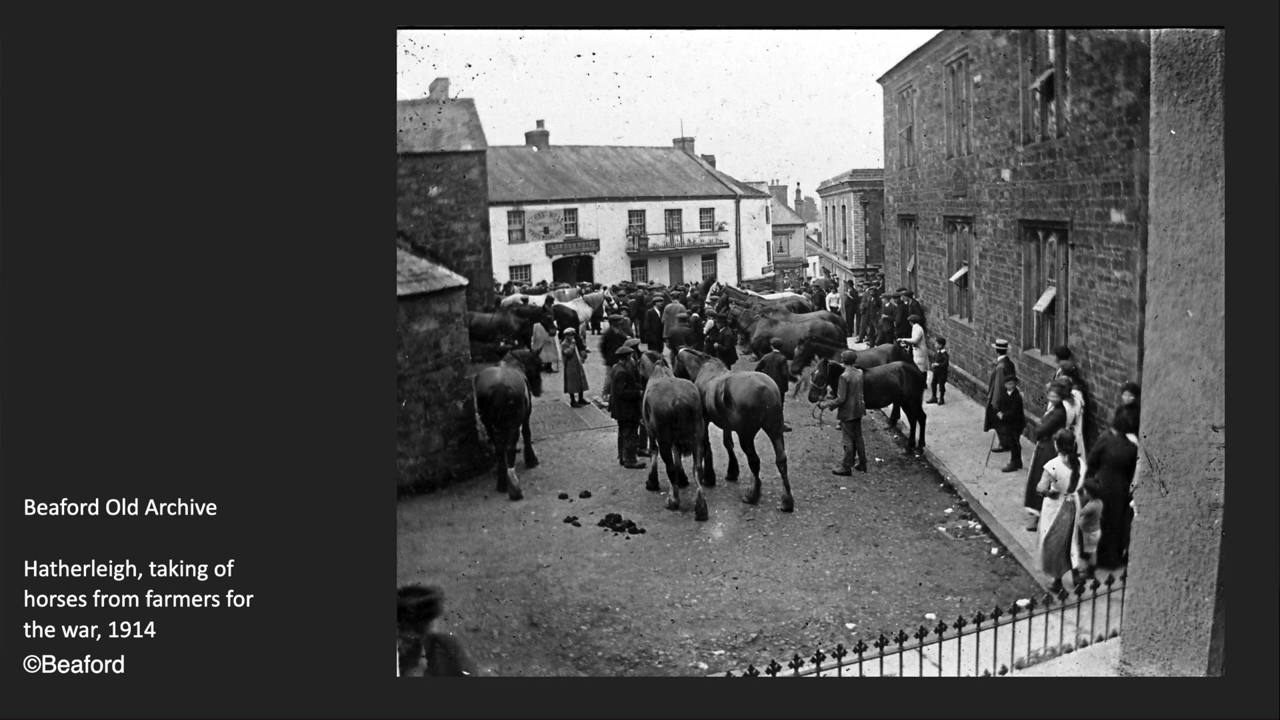 Beaford Old Archive
Hatherleigh, taking of
horses from farmers for
the war, 1914
©Beaford